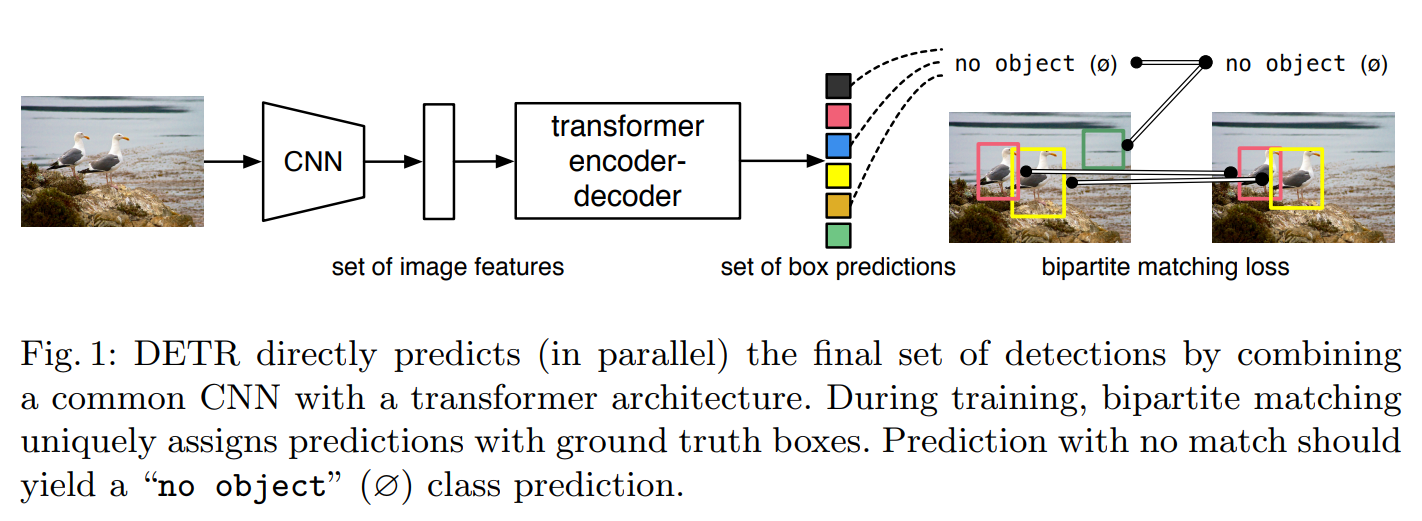 no object (ø)
no object (ø)
CNN
transformer
encoder-
decoder
set of image features
set of box predictions
bipartite matching loss
Fig. 1: DETR directly predicts (in parallel) the final set of detections by combining
a common CNN with a transformer architecture. During training, bipartite matching
uniquely assigns predictions with ground truth boxes. Prediction with no match should
yield a “no object” (∅) class prediction.